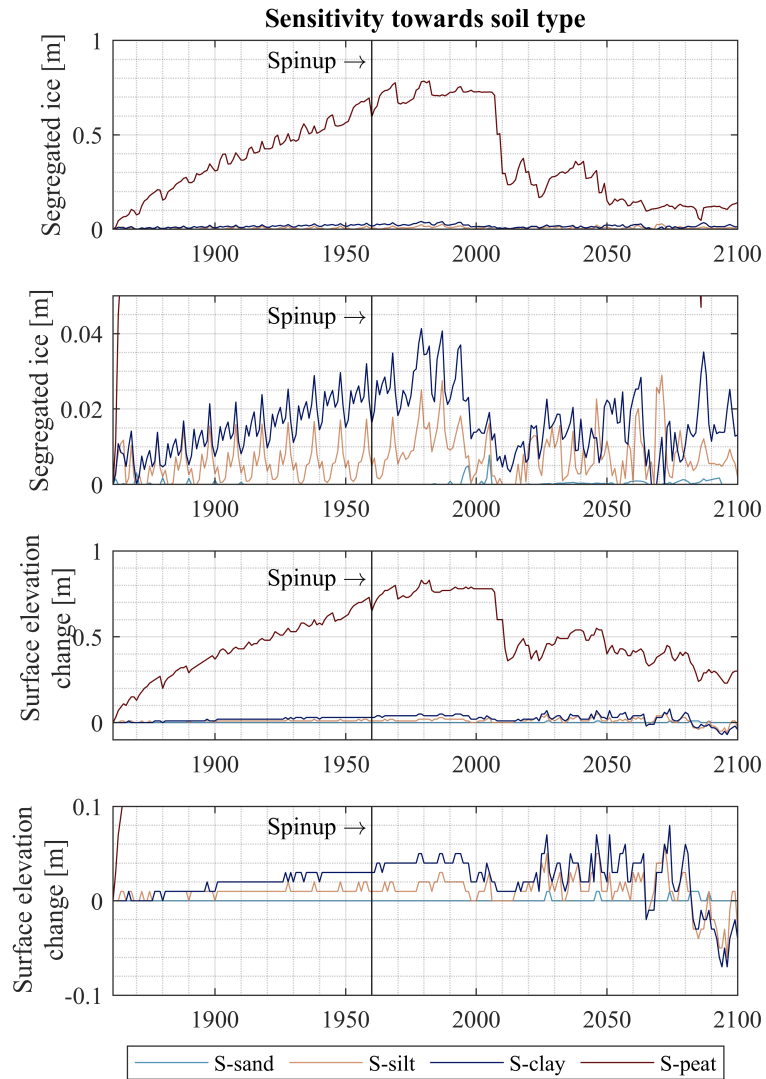 Sensitivity towards soil type
Segregated ice [m]
1
0.5
0
Spinup →
1900
1950
2000
2050
2100
Segregated ice [m]
0.04
0.02
0
Spinup →
1900
1950
2000
2050
2100
Surface elevation
change [m]
1
0.5
0
Spinup →
1900
1950
2000
2050
2100
Surface elevation
change [m]
0.1
0
-0.1
Spinup →
1900
1950
2000
2050
2100
S-sand
S-silt
S-clay
S-peat